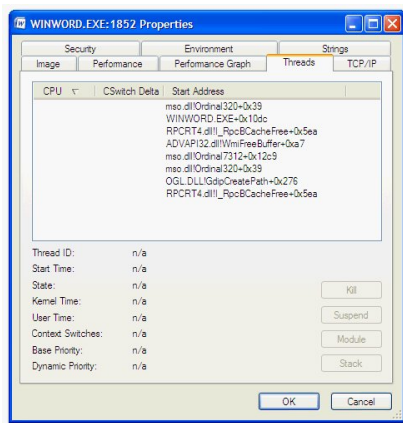 WINWORD.EXE:1852 Properties
Security Environment Strings
Image Perfomance Performance Graph Threads TCP/IP
CPU CSwitch Delta Start Address
mso.dll!Ordinal320+0x39
WINWORD.EXE+0x10dc
RPCRT4.dll!I_RpcBCacheFree+0x5ea
ADVAPI32.dll!WmiFreeBuffer+0xa7
mso.dll!Ordinal7312+0x12c9
mso.dll!Ordinal320+0x39
OGL.DLL!GdipCreatePath+0x276
RPCRT4.dll!I_RpcBCacheFree+0x5ea
Thread ID: n/a
Start Time: n/a
State: n/a
Kernel Time: n/a
User Time: n/a
Context Switches: n/a
Base Priority: n/a
Dynamic Priority: n/a
Kill
Suspend
Module
Stack
OK Cancel